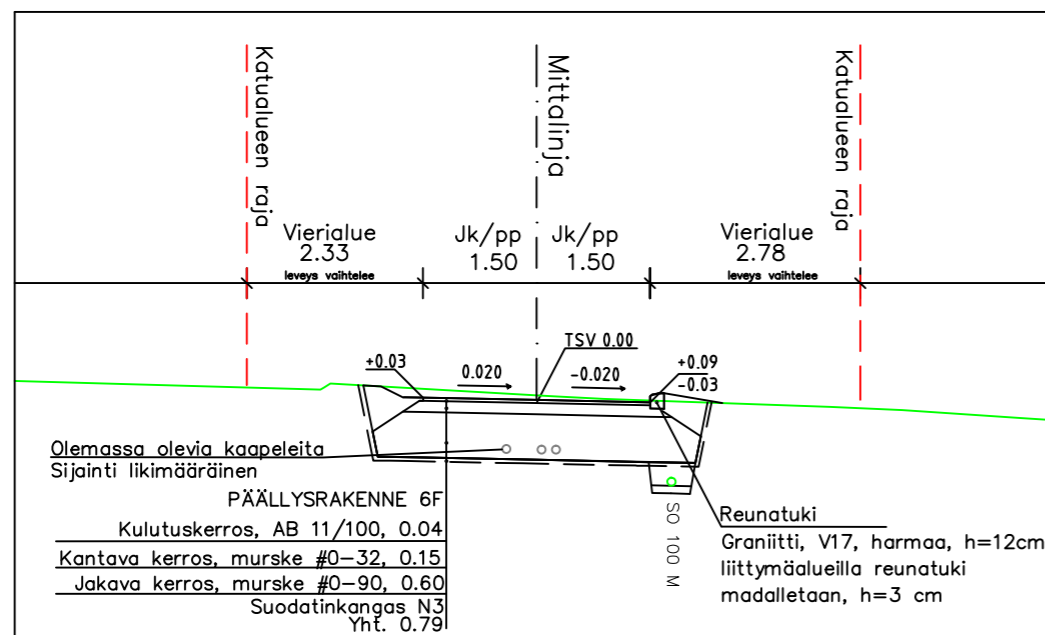 Katualueen raja
Mittalinja
Katualueen raja
Vierialue
2.33
leveys vaihtelee
Jk/pp
1.50
Jk/pp
1.50
Vierialue
2.78
leveys vaihtelee
TSV 0.00
+0.03
0.020
-0.020
+0.09
-0.03
Olemassa olevia kaapeleita
Sijainti likimääräinen
PÄÄLLYSRAKENNE 6F
Kulutuskerros, AB 11/100, 0.04
Kantava kerros, murske #0-32, 0.15
Jakava kerros, murske #0-90, 0.60
Suodatinkangas N3
Yht. 0.79
SO 100 M
Reunatuki
Graniitti, V17, harmaa, h=12cm
liittymäalueilla reunatuki
madalletaan, h=3 cm